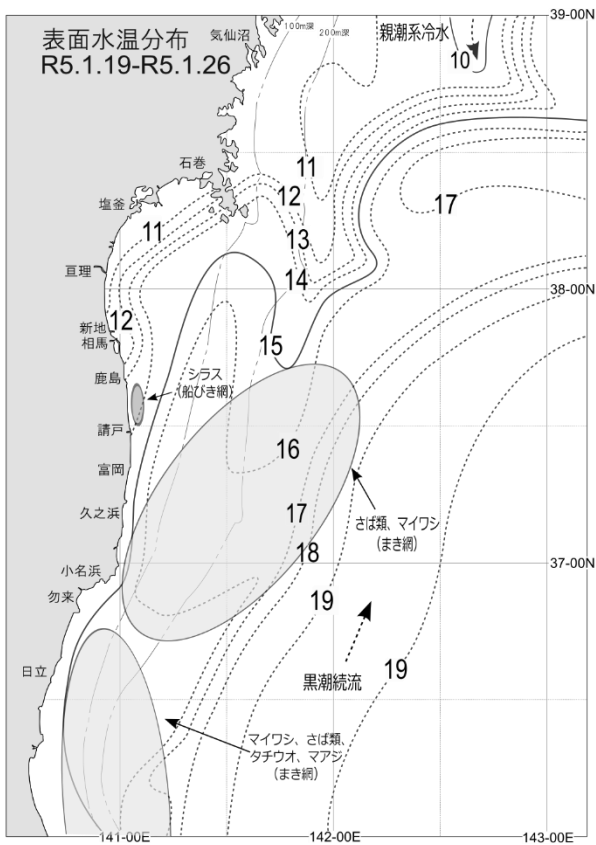 表面水温分布
R5.1.19-R5.1.26
気仙沼
100m深
200m深
親潮系冷水
39-00N
10
石巻
11
12
17
塩釜
11
13
亘理
14
38-00N
12
新地
相馬
15
鹿島
シラス
(船びき網)
請戸
16
富岡
17
久之浜
さば類、マイワシ
(まき網)
18
小名浜
37-00N
勿来
19
日立
19
黒潮続流
マイワシ、さば類、
タチウオ、マアジ
(まき網)
141-00E
142-00E
143-00E